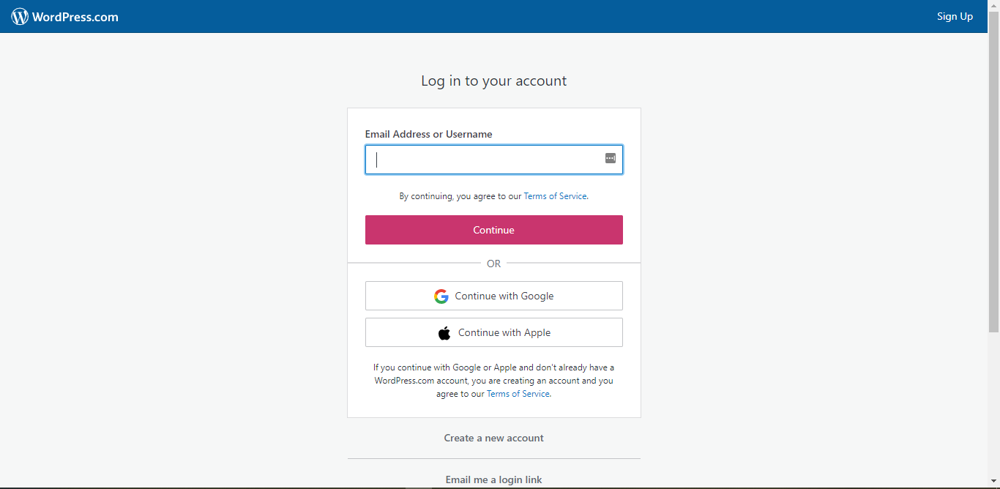 WordPress.com
Sign Up
Log in to your account
Email Address or Username
By continuing, you agree to our Terms of Service.
Continue
OR
Continue with Google
Continue with Apple
If you continue with Google or Apple and don't already have a
WordPress.com account, you are creating an account and you
agree to our Terms of Service.
Create a new account
Email me a login link